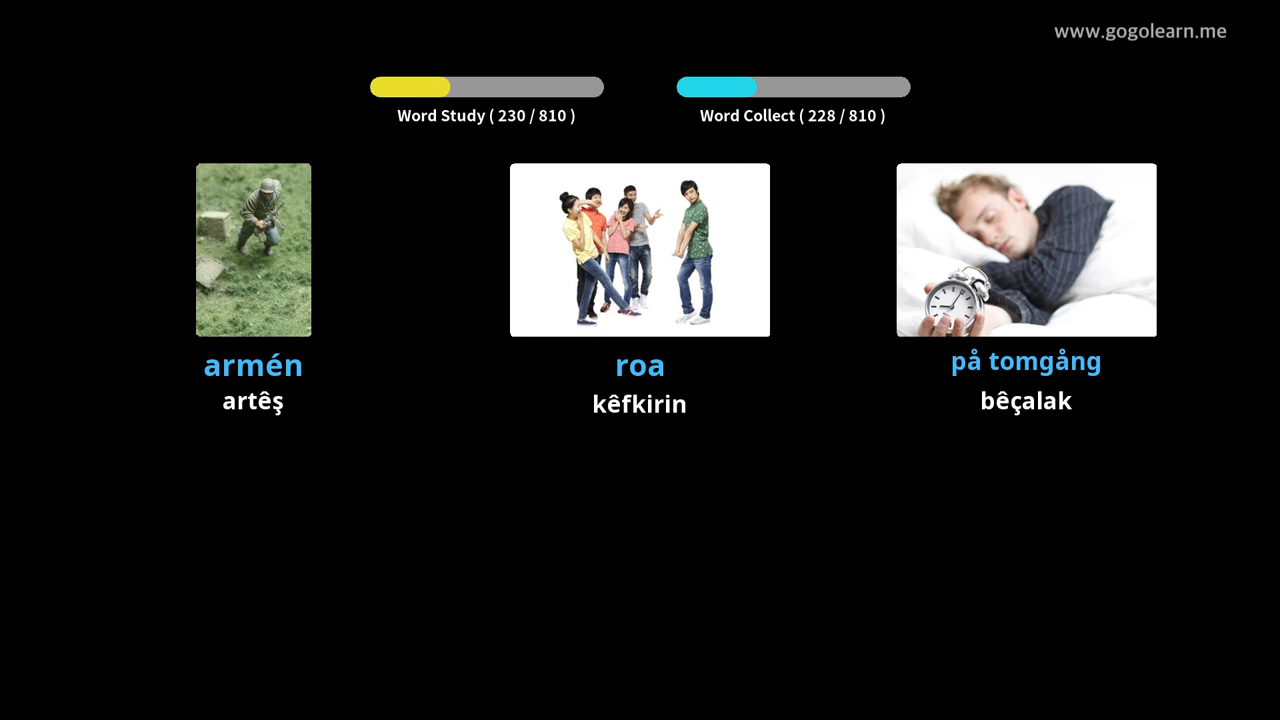 www.gogolearn.me
Word Study ( 230 / 810 )
Word Collect ( 228 / 810 )
armén
artêş
roa
kêfkirin
på tomgång
bêçalak